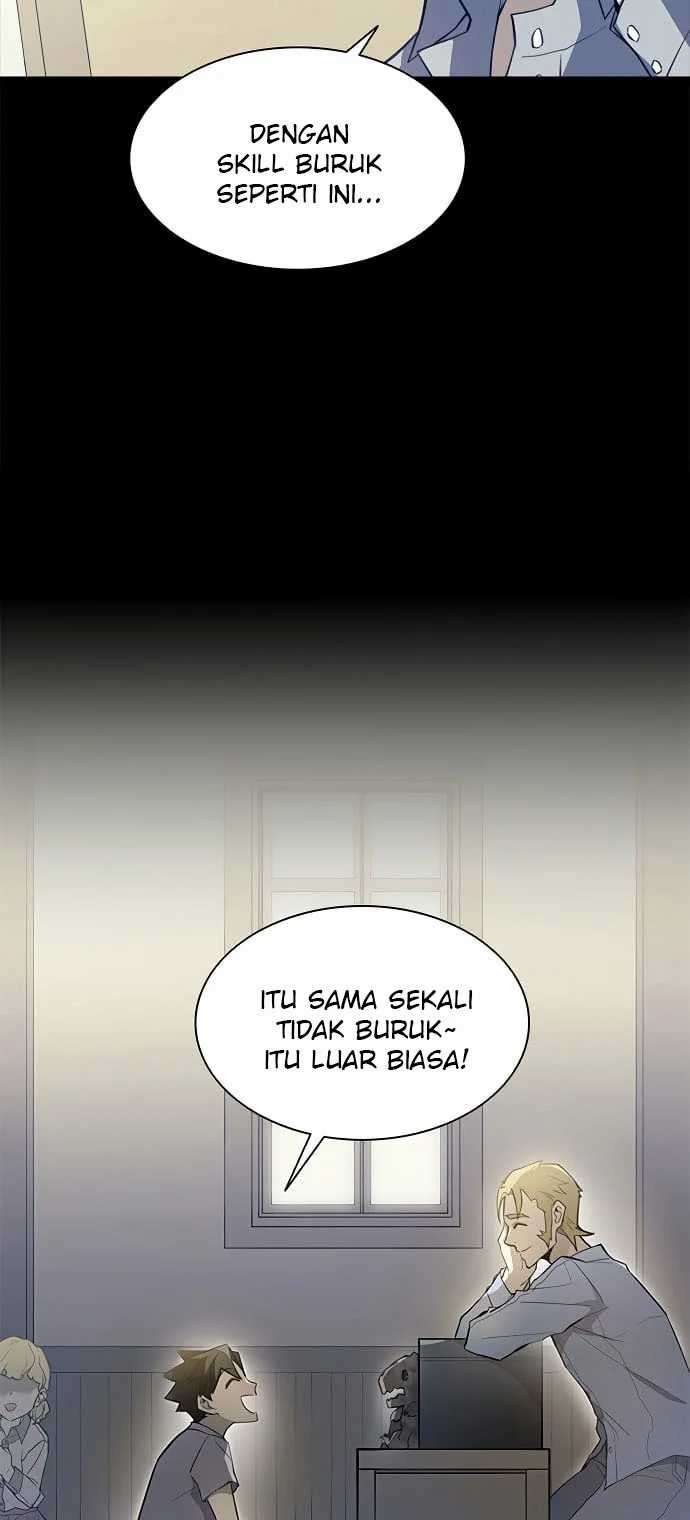 DENGAN
SKILL BURUK
SEPERTI INI...
ITU SAMA SEKALI
TIDAK BURUK~
ITU LUAR BIASA!